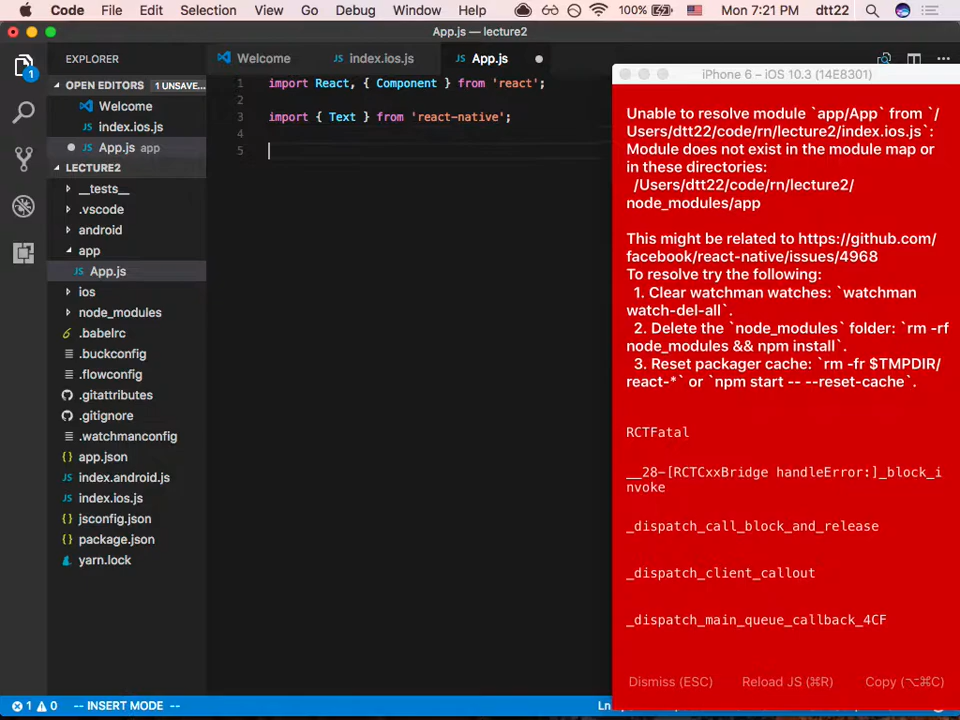 Code File Edit Selection View Go Debug Window Help 100% Mon 7:21 PM dtt22
App.js — lecture2
EXPLORER
OPEN EDITORS 1 UNSAVE...
Welcome
index.ios.js
App.js app
LECTURE2
__tests__
.vscode
android
app
App.js
ios
node_modules
.babelrc
.buckconfig
.flowconfig
.gitattributes
.gitignore
.watchmanconfig
app.json
index.android.js
index.ios.js
jsconfig.json
package.json
yarn.lock
1
Welcome index.ios.js App.js
1 import React, { Component } from 'react';
2
3 import { Text } from 'react-native';
4
5
iPhone 6 – iOS 10.3 (14E8301)
Unable to resolve module `app/App` from `/
Users/dtt22/code/rn/lecture2/index.ios.js`:
Module does not exist in the module map or
in these directories:
/Users/dtt22/code/rn/lecture2/
node_modules/app
This might be related to https://github.com/
facebook/react-native/issues/4968
To resolve try the following:
1. Clear watchman watches: `watchman
watch-del-all`.
2. Delete the `node_modules` folder: `rm -rf
node_modules && npm install`.
3. Reset packager cache: `rm -fr $TMPDIR/
react-*` or `npm start -- --reset-cache`.
RCTFatal
__28-[RCTCxxBridge handleError:]_block_i
nvoke
_dispatch_call_block_and_release
_dispatch_client_callout
_dispatch_main_queue_callback_4CF
Dismiss (ESC) Reload JS (⌘R) Copy (⌥⌘C)
1 0 -- INSERT MODE -- Ln